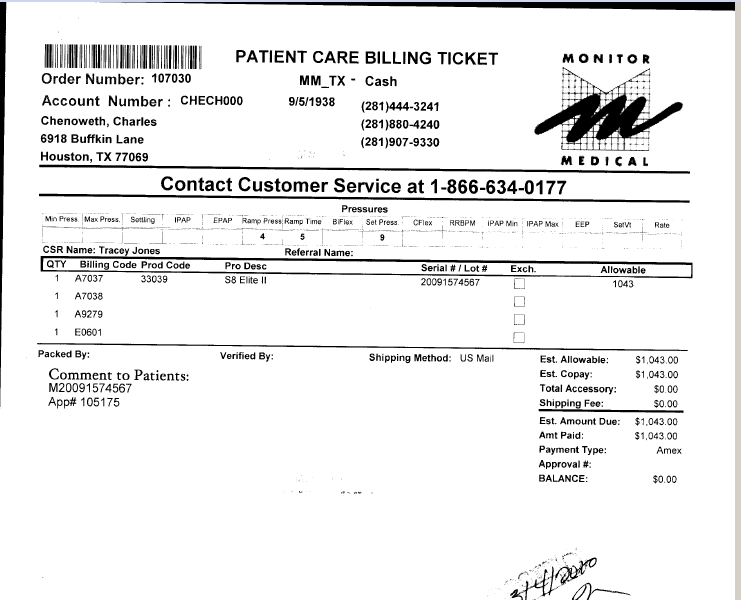 PATIENT CARE BILLING TICKET
MONITOR
MEDICAL
Order Number: 107030
MM_TX - Cash
Account Number : CHECH000
9/5/1938
(281)444-3241
Chenoweth, Charles
(281)880-4240
6918 Buffkin Lane
(281)907-9330
Houston, TX 77069
Contact Customer Service at 1-866-634-0177
Pressures
Min Press. Max Press. Settling IPAP EPAP Ramp Press Ramp Time BiFlex Set Press. CFlex RRBPM IPAP Min IPAP Max EEP SetVt Rate
4 5 9
CSR Name: Tracey Jones Referral Name:
QTY Billing Code Prod Code Pro Desc Serial # / Lot # Exch. Allowable
1 A7037 33039 S8 Elite II 20091574567 1043
1 A7038
1 A9279
1 E0601
Packed By: Verified By: Shipping Method: US Mail
Comment to Patients:
M20091574567
App# 105175
Est. Allowable: $1,043.00
Est. Copay: $1,043.00
Total Accessory: $0.00
Shipping Fee: $0.00
Est. Amount Due: $1,043.00
Amt Paid: $1,043.00
Payment Type: Amex
Approval #:
BALANCE: $0.00